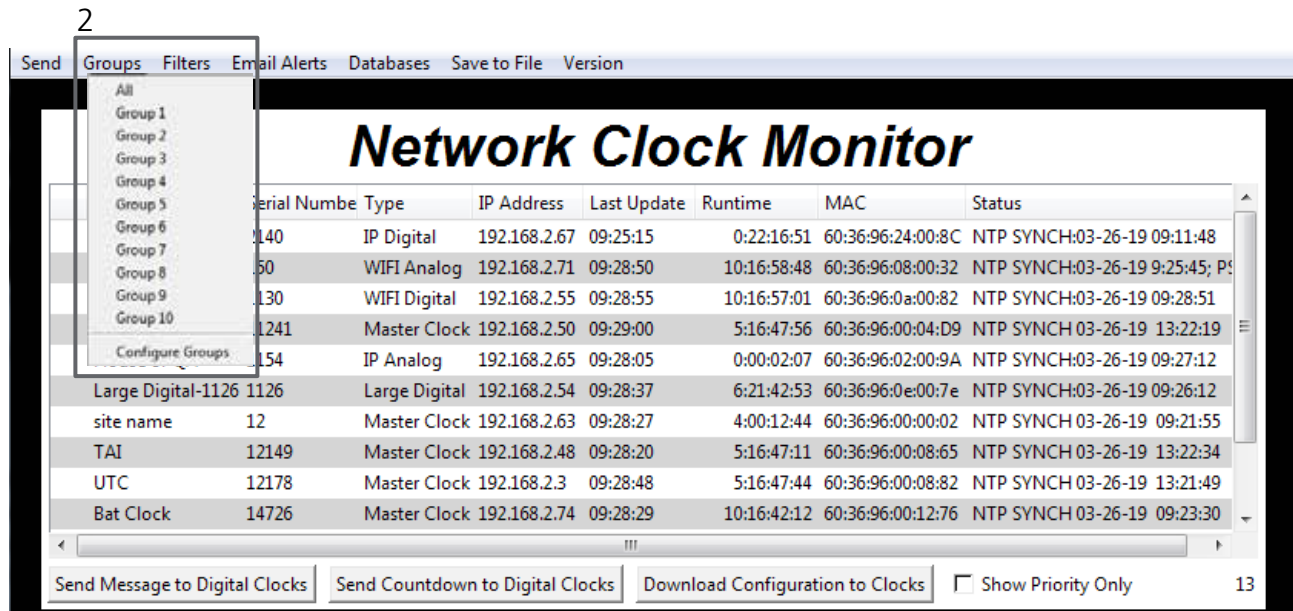 2
Send Groups Filters Email Alerts Databases Save to File Version
All
Group 1
Group 2
Group 3
Group 4
Group 5
Group 6
Group 7
Group 8
Group 9
Group 10
Configure Groups
Network Clock Monitor
Serial Numbe Type IP Address Last Update Runtime MAC Status
2140 IP Digital 192.168.2.67 09:25:15 0:22:16:51 60:36:96:24:00:8C NTP SYNCH:03-26-19 09:11:48
50 WIFI Analog 192.168.2.71 09:28:50 10:16:58:48 60:36:96:08:00:32 NTP SYNCH:03-26-19 9:25:45; PS
130 WIFI Digital 192.168.2.55 09:28:55 10:16:57:01 60:36:96:0a:00:82 NTP SYNCH:03-26-19 09:28:51
1241 Master Clock 192.168.2.50 09:29:00 5:16:47:56 60:36:96:00:04:D9 NTP SYNCH 03-26-19 13:22:19
154 IP Analog 192.168.2.65 09:28:05 0:00:02:07 60:36:96:02:00:9A NTP SYNCH:03-26-19 09:27:12
Large Digital-1126 1126 Large Digital 192.168.2.54 09:28:37 6:21:42:53 60:36:96:0e:00:7e NTP SYNCH:03-26-19 09:26:12
site name 12 Master Clock 192.168.2.63 09:28:27 4:00:12:44 60:36:96:00:00:02 NTP SYNCH 03-26-19 09:21:55
TAI 12149 Master Clock 192.168.2.48 09:28:20 5:16:47:11 60:36:96:00:08:65 NTP SYNCH 03-26-19 13:22:34
UTC 12178 Master Clock 192.168.2.3 09:28:48 5:16:47:44 60:36:96:00:08:82 NTP SYNCH 03-26-19 13:21:49
Bat Clock 14726 Master Clock 192.168.2.74 09:28:29 10:16:42:12 60:36:96:00:12:76 NTP SYNCH 03-26-19 09:23:30
Send Message to Digital Clocks Send Countdown to Digital Clocks Download Configuration to Clocks Show Priority Only 13